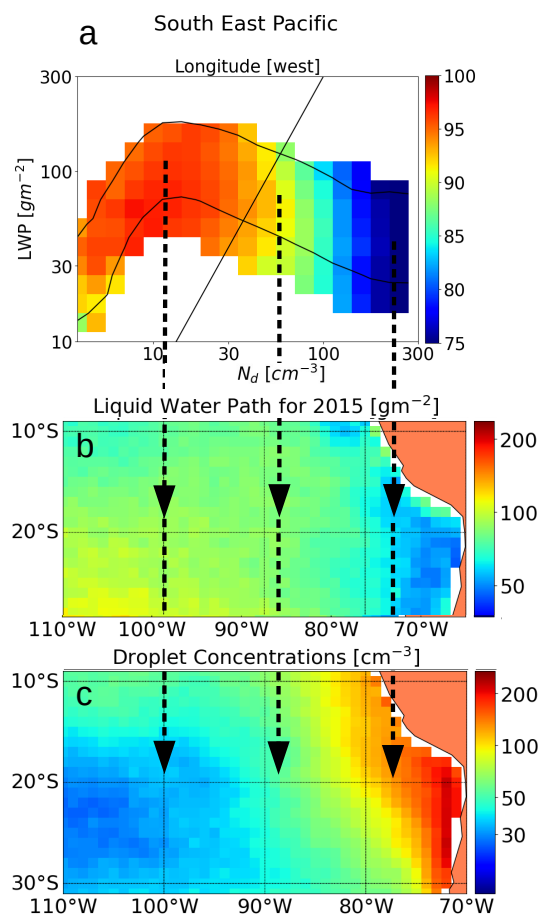 South East Pacific
a
Longitude [west]
300
100
30
10
LWP [gm⁻²]
10
30
100
300
N_d [cm⁻³]
100
95
90
85
80
75
Liquid Water Path for 2015 [gm⁻²]
b
10°S
20°S
110°W
100°W
90°W
80°W
70°W
200
100
50
Droplet Concentrations [cm⁻³]
c
10°S
20°S
30°S
110°W
100°W
90°W
80°W
70°W
200
100
50
30